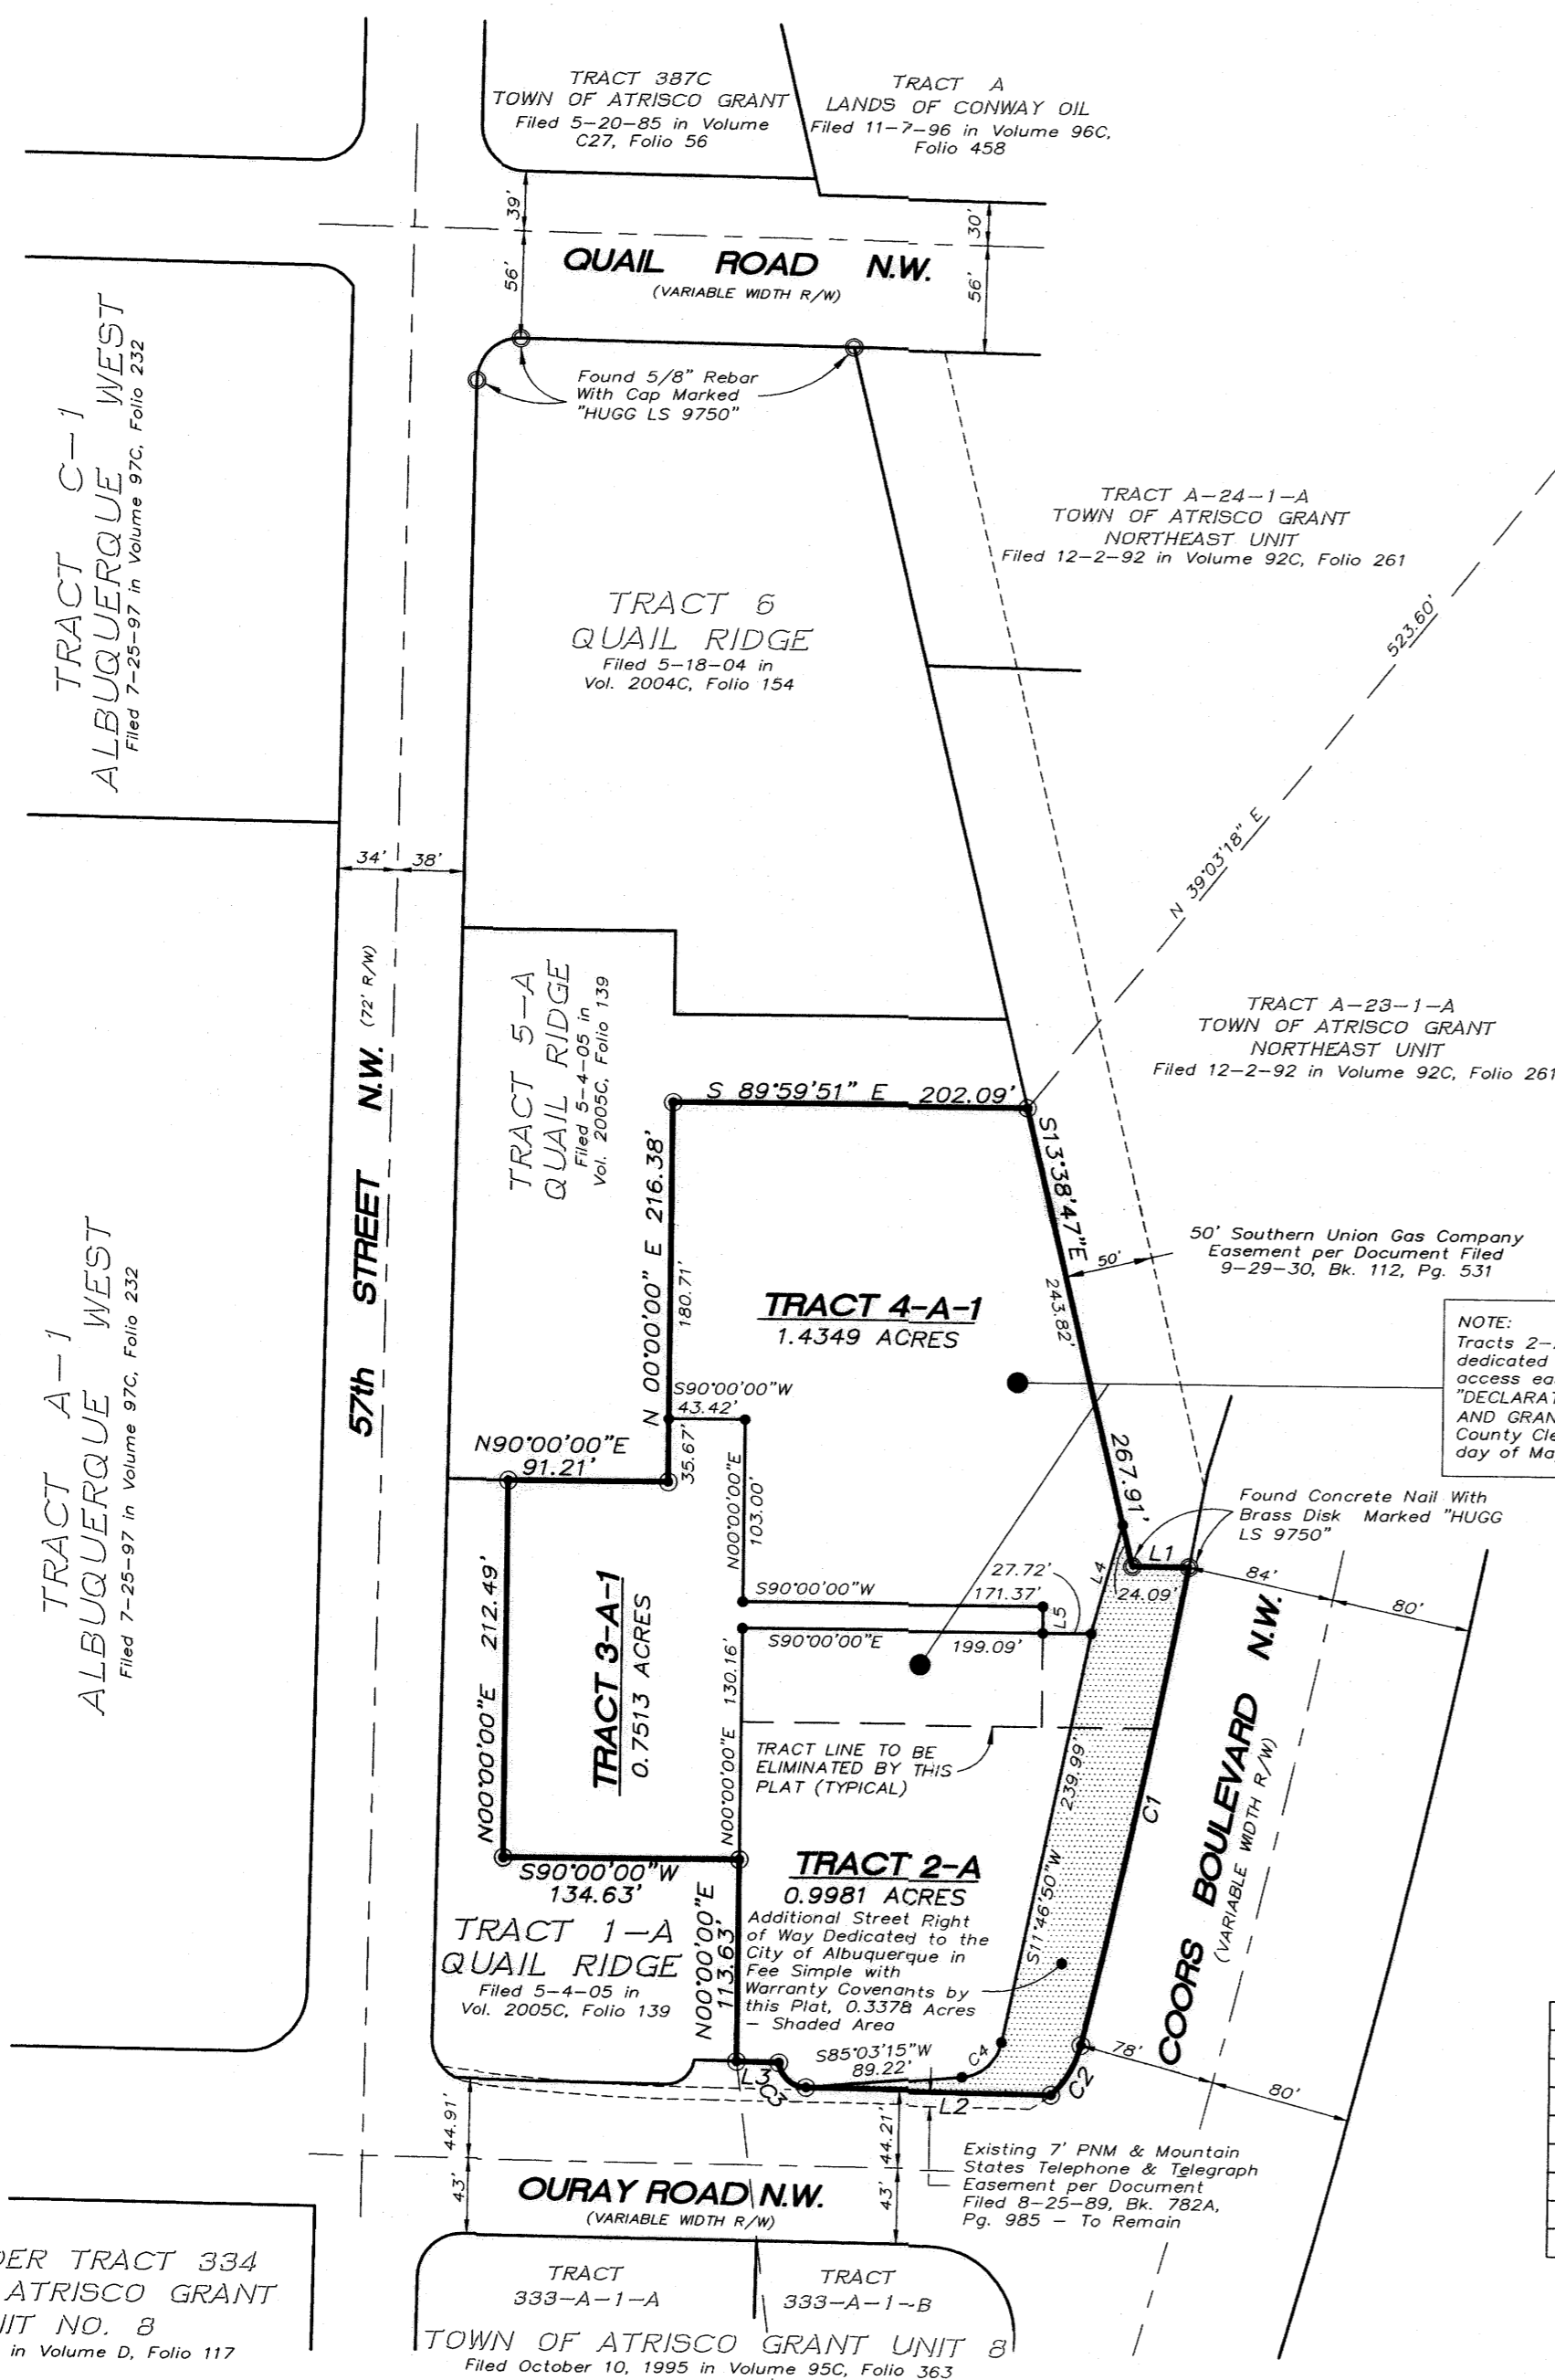 TRACT 387C
TOWN OF ATRISCO GRANT
Filed 5-20-85 in Volume
C27, Folio 56
TRACT A
LANDS OF CONWAY OIL
Filed 11-7-96 in Volume 96C,
Folio 458
39'
30'
QUAIL ROAD N.W.
(VARIABLE WIDTH R/W)
56'
56'
Found 5/8" Rebar
With Cap Marked
"HUGG LS 9750"
TRACT C-1
ALBUQUERQUE WEST
Filed 7-25-97 in Volume 97C, Folio 232
TRACT A-24-1-A
TOWN OF ATRISCO GRANT
NORTHEAST UNIT
Filed 12-2-92 in Volume 92C, Folio 261
TRACT 6
QUAIL RIDGE
Filed 5-18-04 in
Vol. 2004C, Folio 154
523.60'
N 39°03'18" E
34'
38'
57th STREET N.W. (72' R/W)
TRACT 5-A
QUAIL RIDGE
Filed 5-4-05 in
Vol. 2005C, Folio 139
TRACT A-23-1-A
TOWN OF ATRISCO GRANT
NORTHEAST UNIT
Filed 12-2-92 in Volume 92C, Folio 261
S 89°59'51" E 202.09'
N 00°00'00" E 216.38'
180.71'
S13°38'47"E
243.82'
267.91'
50'
50' Southern Union Gas Company
Easement per Document Filed
9-29-30, Bk. 112, Pg. 531
TRACT 4-A-1
1.4349 ACRES
NOTE:
Tracts 2-
dedicated
access ea
"DECLARAT
AND GRAN
County Cle
day of Ma
TRACT A-1
ALBUQUERQUE WEST
Filed 7-25-97 in Volume 97C, Folio 232
S90°00'00"W
43.42'
N90°00'00"E
91.21'
35.67'
N00°00'00"E
103.00'
Found Concrete Nail With
Brass Disk Marked "HUGG
LS 9750"
L1
L4
24.09'
27.72'
84'
80'
S90°00'00"W
171.37'
L5
S90°00'00"E
199.09'
N00°00'00"E 212.49'
TRACT 3-A-1
0.7513 ACRES
N00°00'00"E 130.16'
TRACT LINE TO BE
ELIMINATED BY THIS
PLAT (TYPICAL)
239.99'
S11°46'50"W
C1
COORS BOULEVARD N.W.
(VARIABLE WIDTH R/W)
S90°00'00"W
134.63'
TRACT 2-A
0.9981 ACRES
Additional Street Right
of Way Dedicated to the
City of Albuquerque in
Fee Simple with
Warranty Covenants by
this Plat, 0.3378 Acres
- Shaded Area
TRACT 1-A
QUAIL RIDGE
Filed 5-4-05 in
Vol. 2005C, Folio 139
N00°00'00"E
113.63'
S85°03'15"W
89.22'
C4
C2
L3
C3
L2
78'
80'
44.91'
44.21'
43'
43'
OURAY ROAD N.W.
(VARIABLE WIDTH R/W)
Existing 7' PNM & Mountain
States Telephone & Telegraph
Easement per Document
Filed 8-25-89, Bk. 782A,
Pg. 985 - To Remain
DER TRACT 334
ATRISCO GRANT
IIT NO. 8
in Volume D, Folio 117
TRACT
333-A-1-A
TRACT
333-A-1-B
TOWN OF ATRISCO GRANT UNIT 8
Filed October 10, 1995 in Volume 95C, Folio 363